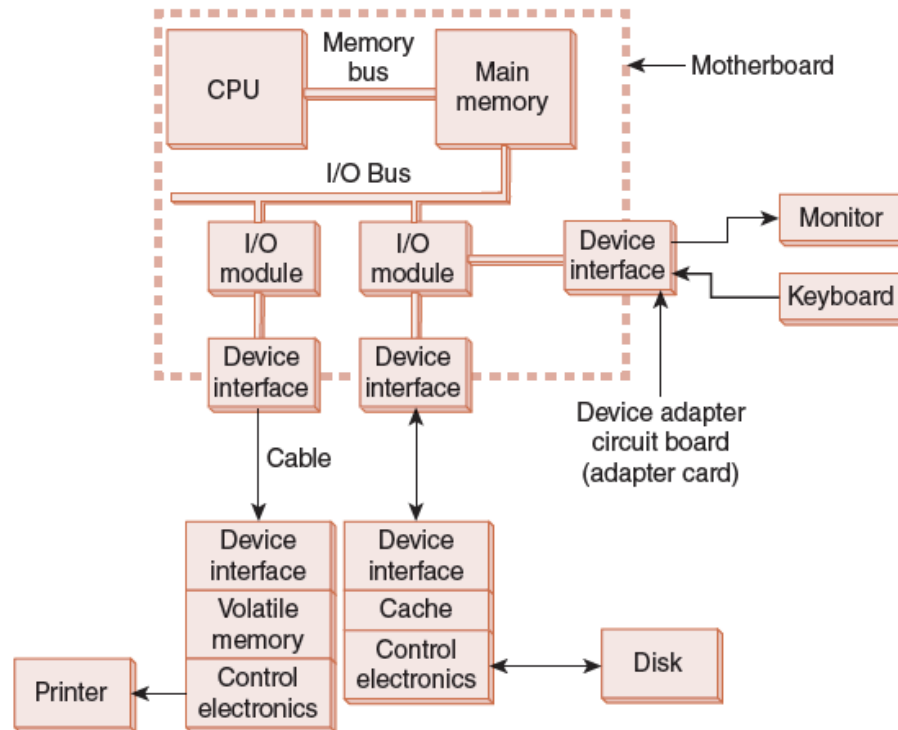 Memory
bus
CPU
Main
memory
Motherboard
I/O Bus
I/O
module
I/O
module
Device
interface
Monitor
Keyboard
Device
interface
Device
interface
Device adapter
circuit board
(adapter card)
Cable
Device
interface
Volatile
memory
Control
electronics
Device
interface
Cache
Control
electronics
Printer
Disk